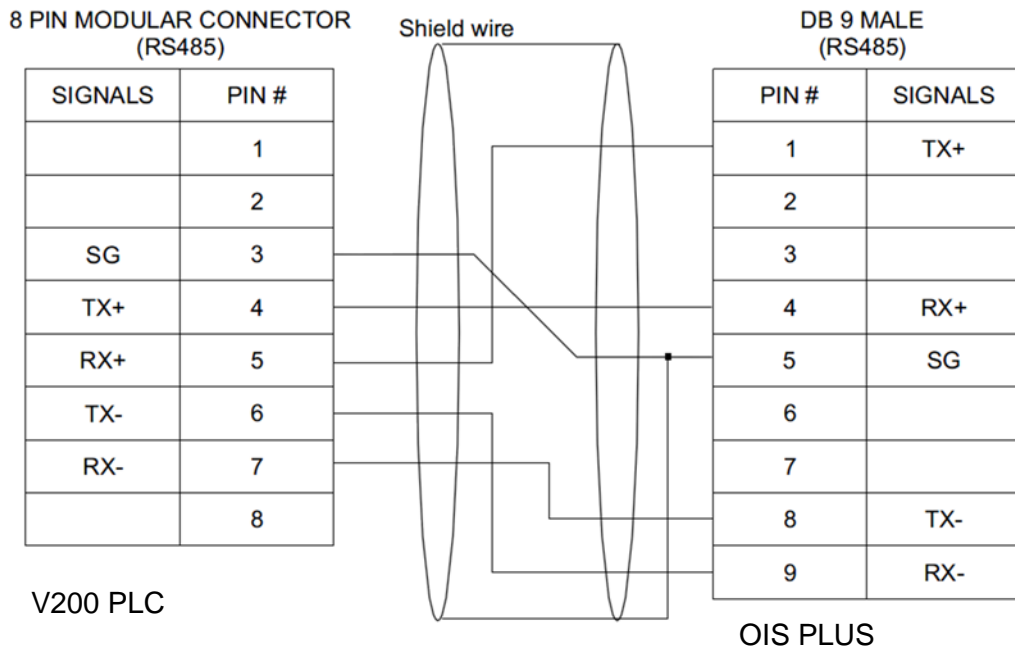 8 PIN MODULAR CONNECTOR
(RS485)
Shield wire
DB 9 MALE
(RS485)
SIGNALS PIN #
1
2
SG 3
TX+ 4
RX+ 5
TX- 6
RX- 7
8
V200 PLC
PIN # SIGNALS
1 TX+
2
3
4 RX+
5 SG
6
7
8 TX-
9 RX-
OIS PLUS